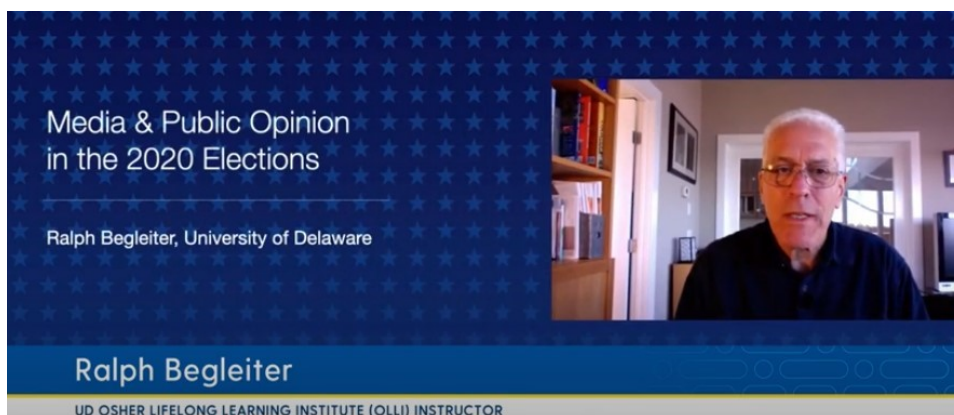 Media & Public Opinion
in the 2020 Elections
Ralph Begleiter, University of Delaware
Ralph Begleiter
UD OSHER LIFELONG LEARNING INSTITUTE (OLLI) INSTRUCTOR